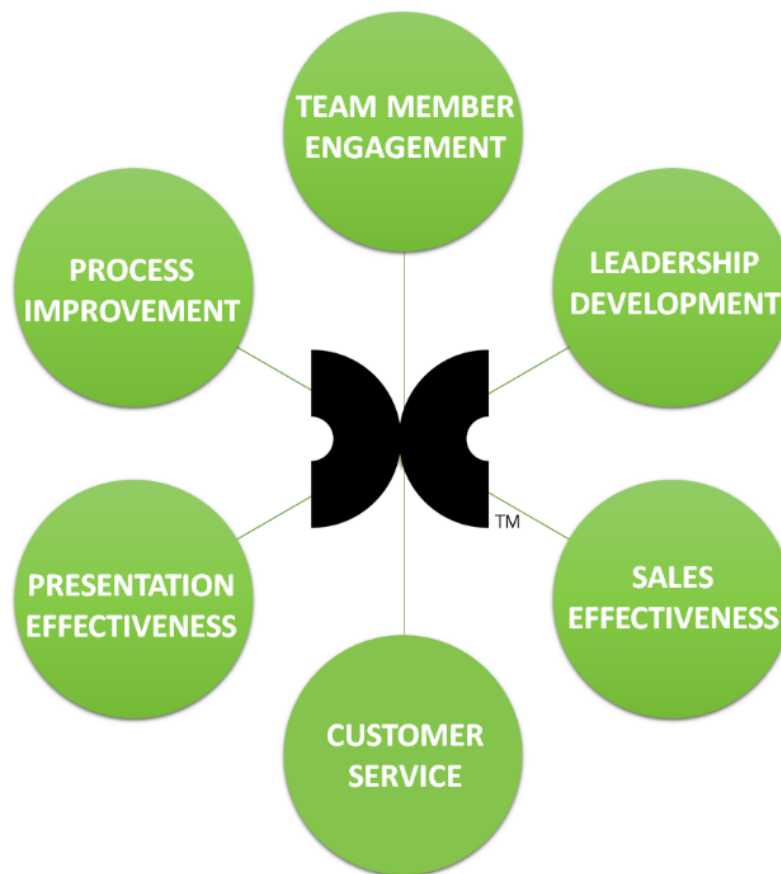 TEAM MEMBER
ENGAGEMENT
PROCESS
IMPROVEMENT
LEADERSHIP
DEVELOPMENT
TM
PRESENTATION
EFFECTIVENESS
SALES
EFFECTIVENESS
CUSTOMER
SERVICE